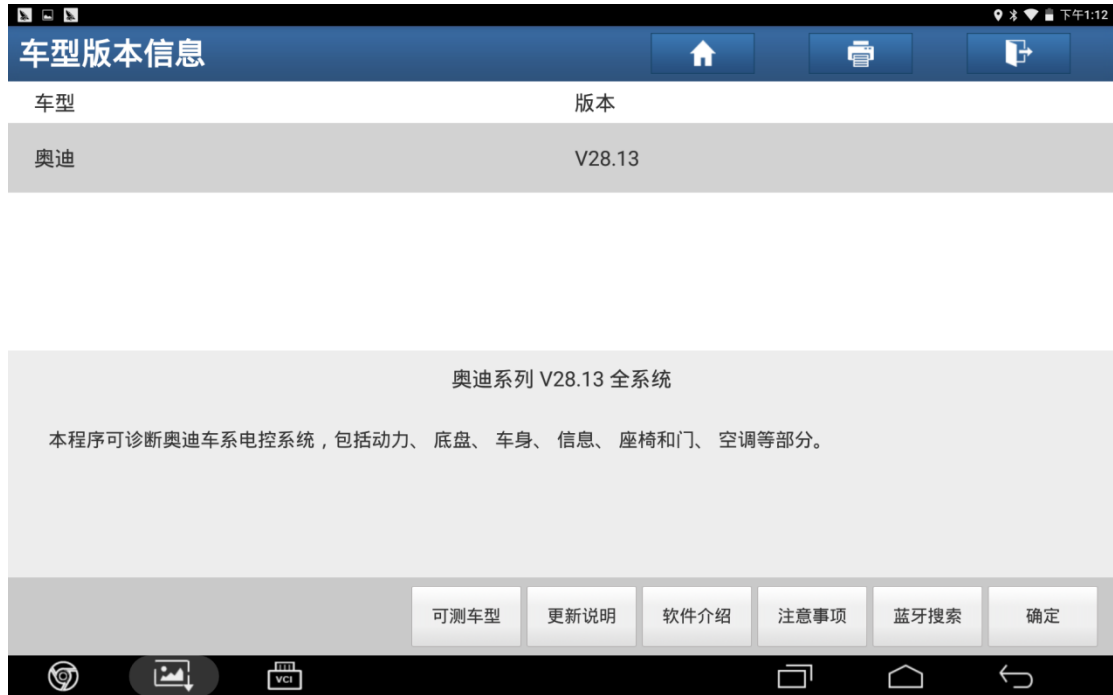 下午1:12
车型版本信息
车型 版本
奥迪 V28.13
奥迪系列 V28.13 全系统
本程序可诊断奥迪车系电控系统，包括动力、 底盘、 车身、 信息、 座椅和门、 空调等部分。
可测车型 更新说明 软件介绍 注意事项 蓝牙搜索 确定
VCI